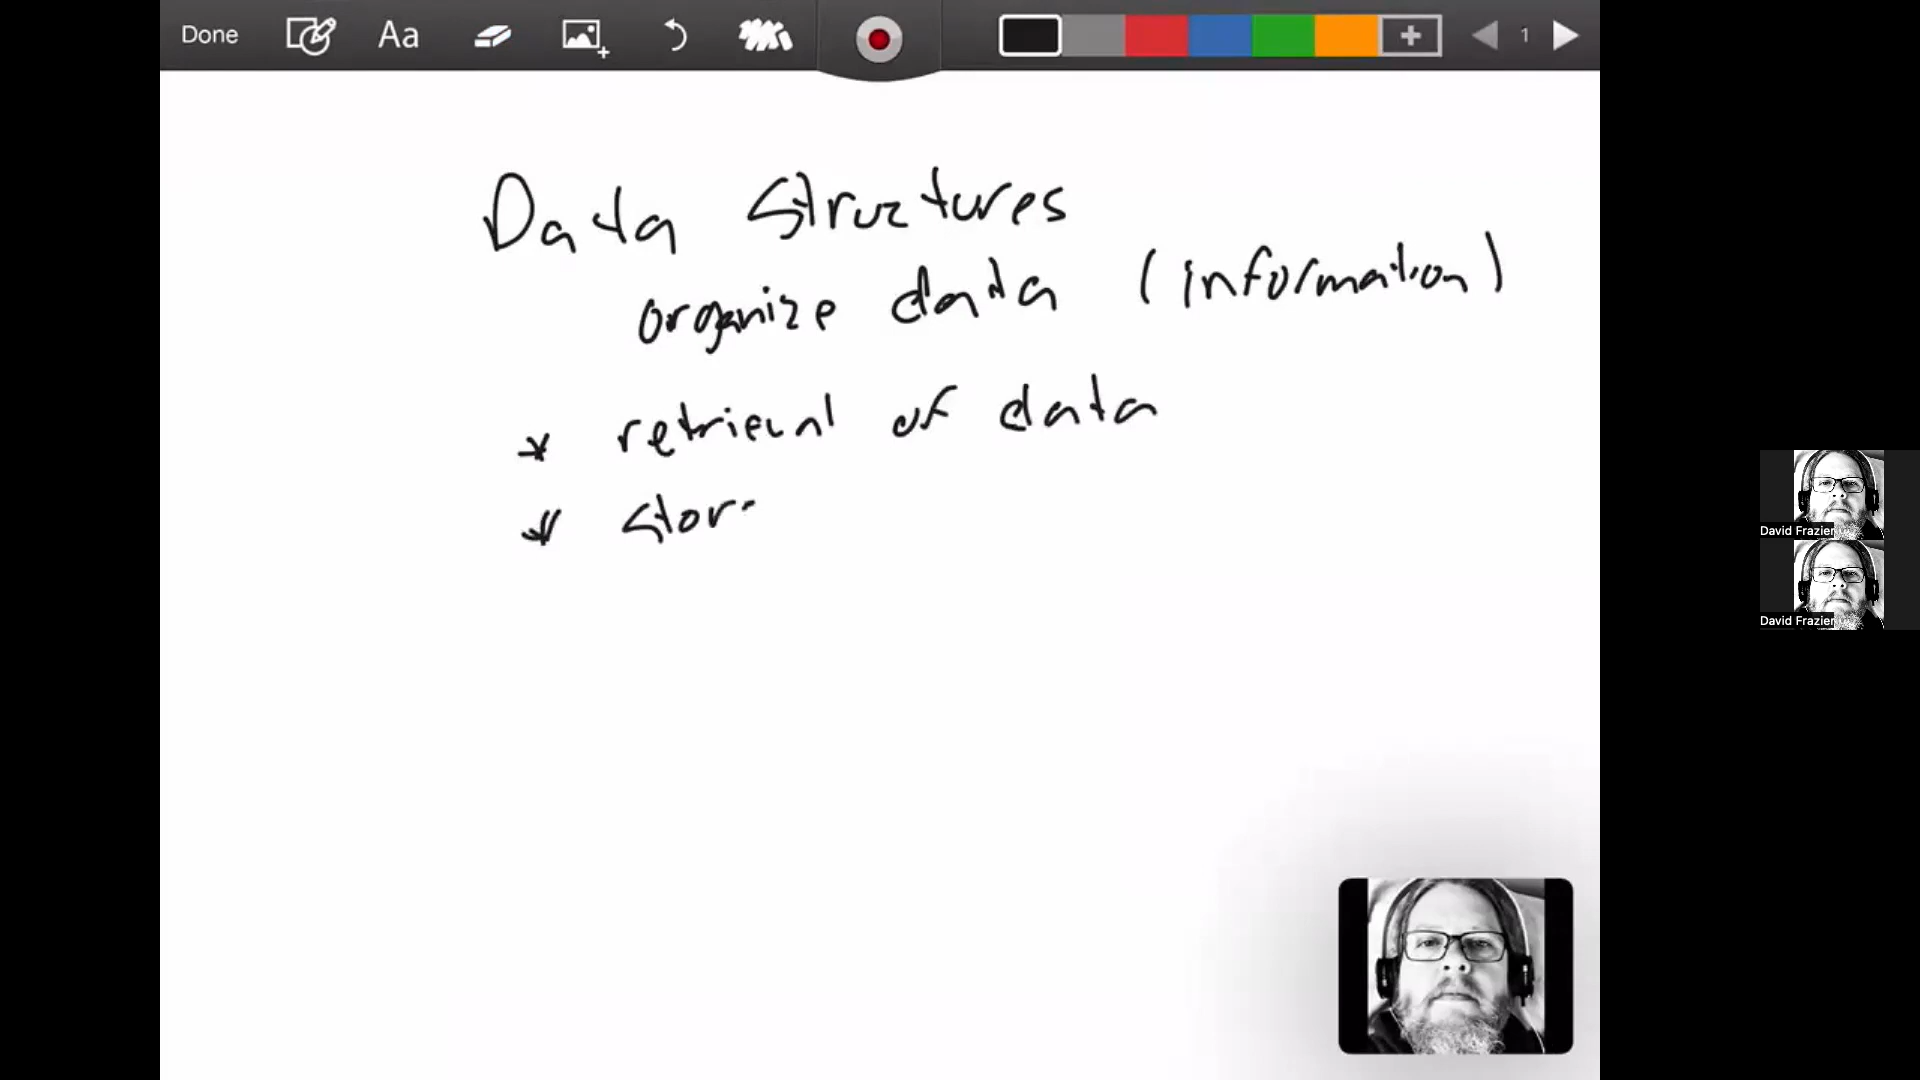 Done Aa 1
Data Structures
organize data (information)
* retrieval of data
* stor
David Frazier
David Frazier